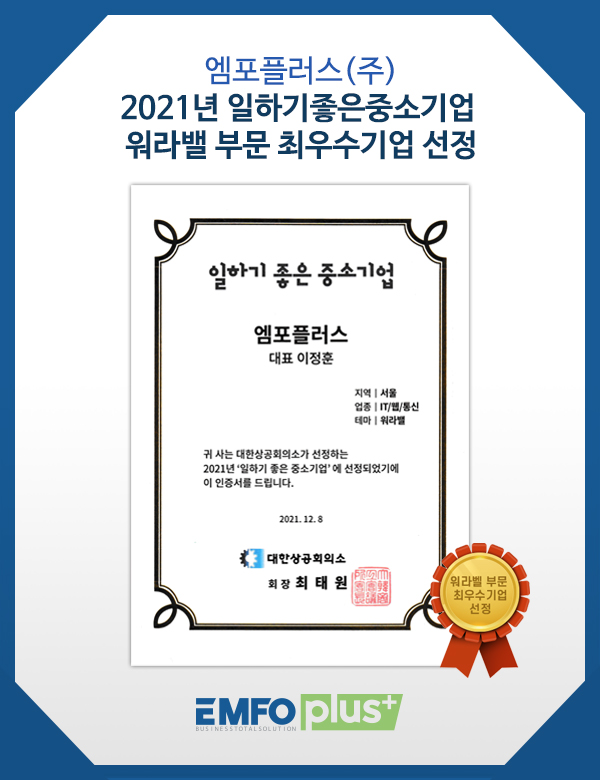 엠포플러스(주)
2021년 일하기좋은중소기업
워라밸 부문 최우수기업 선정
일하기 좋은 중소기업
엠포플러스
대표 이정훈
지역 | 서울
업종 | IT/웹/통신
테마 | 워라밸
귀 사는 대한상공회의소가 선정하는
2021년 '일하기 좋은 중소기업' 에 선정되었기에
이 인증서를 드립니다.
2021. 12. 8
대한상공회의소
회장 최태원
워라벨 부문
최우수기업
선정
EMFO plus+
BUSINESS TOTAL SOLUTION